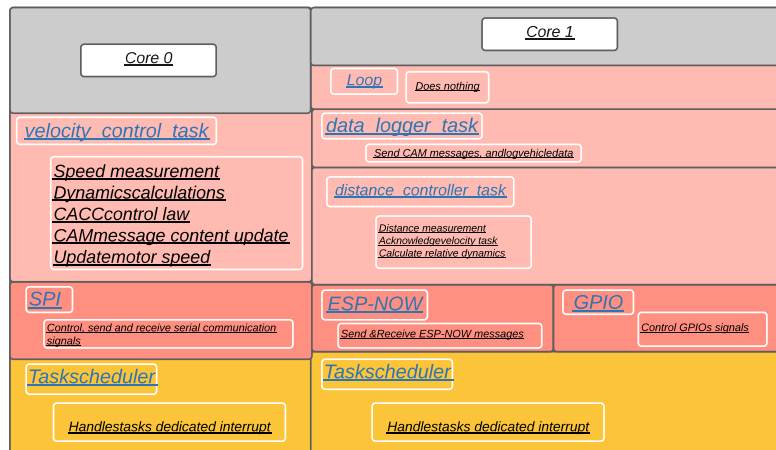 Core 0
velocity_control_task
Speed measurement
Dynamicscalculations
CACCcontrol law
CAMmessage content update
Updatemotor speed
SPI
Control, send and receive serial communication
signals
Taskscheduler
Handlestasks dedicated interrupt
Core 1
Loop
Does nothing
data_logger_task
Send CAM messages, andlogvehicledata
distance_controller_task
Distance measurement
Acknowledgevelocity task
Calculate relative dynamics
ESP-NOW
Send &Receive ESP-NOW messages
GPIO
Control GPIOs signals
Taskscheduler
Handlestasks dedicated interrupt